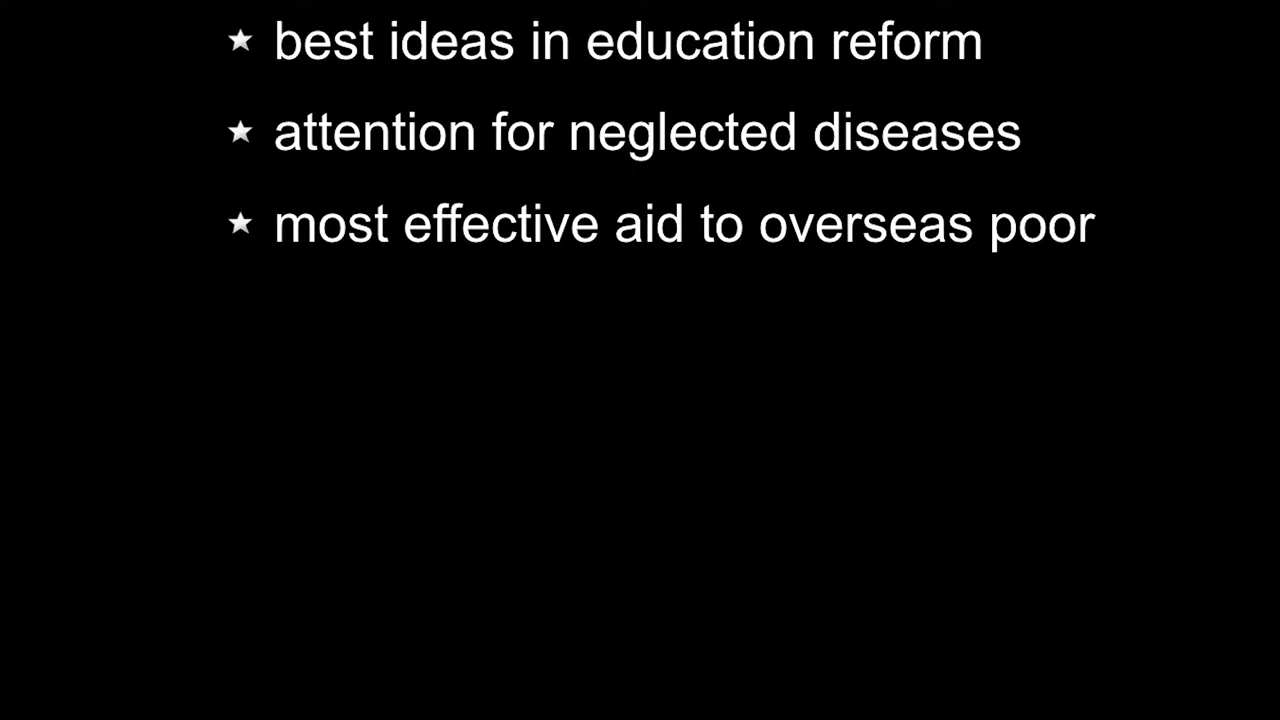 ★ best ideas in education reform
★ attention for neglected diseases
★ most effective aid to overseas poor